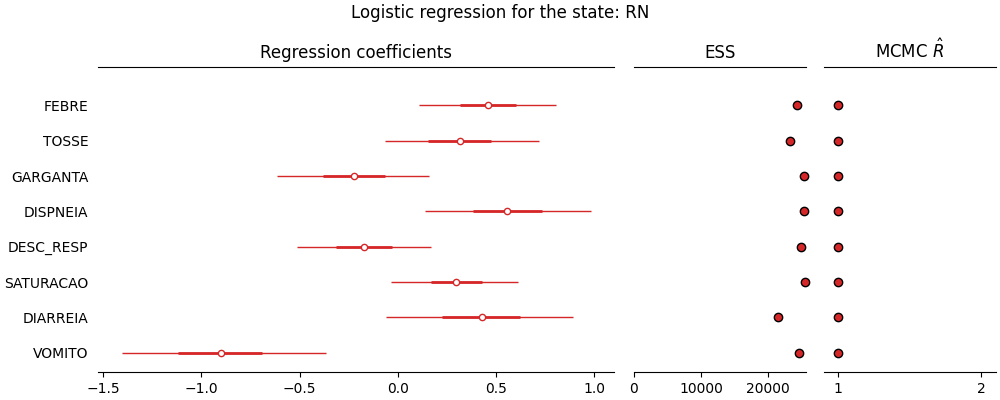 Logistic regression for the state: RN
Regression coefficients
ESS
MCMC R̂
FEBRE
TOSSE
GARGANTA
DISPNEIA
DESC_RESP
SATURACAO
DIARREIA
VOMITO
−1.5 −1.0 −0.5 0.0 0.5 1.0
0 10000 20000
1 2